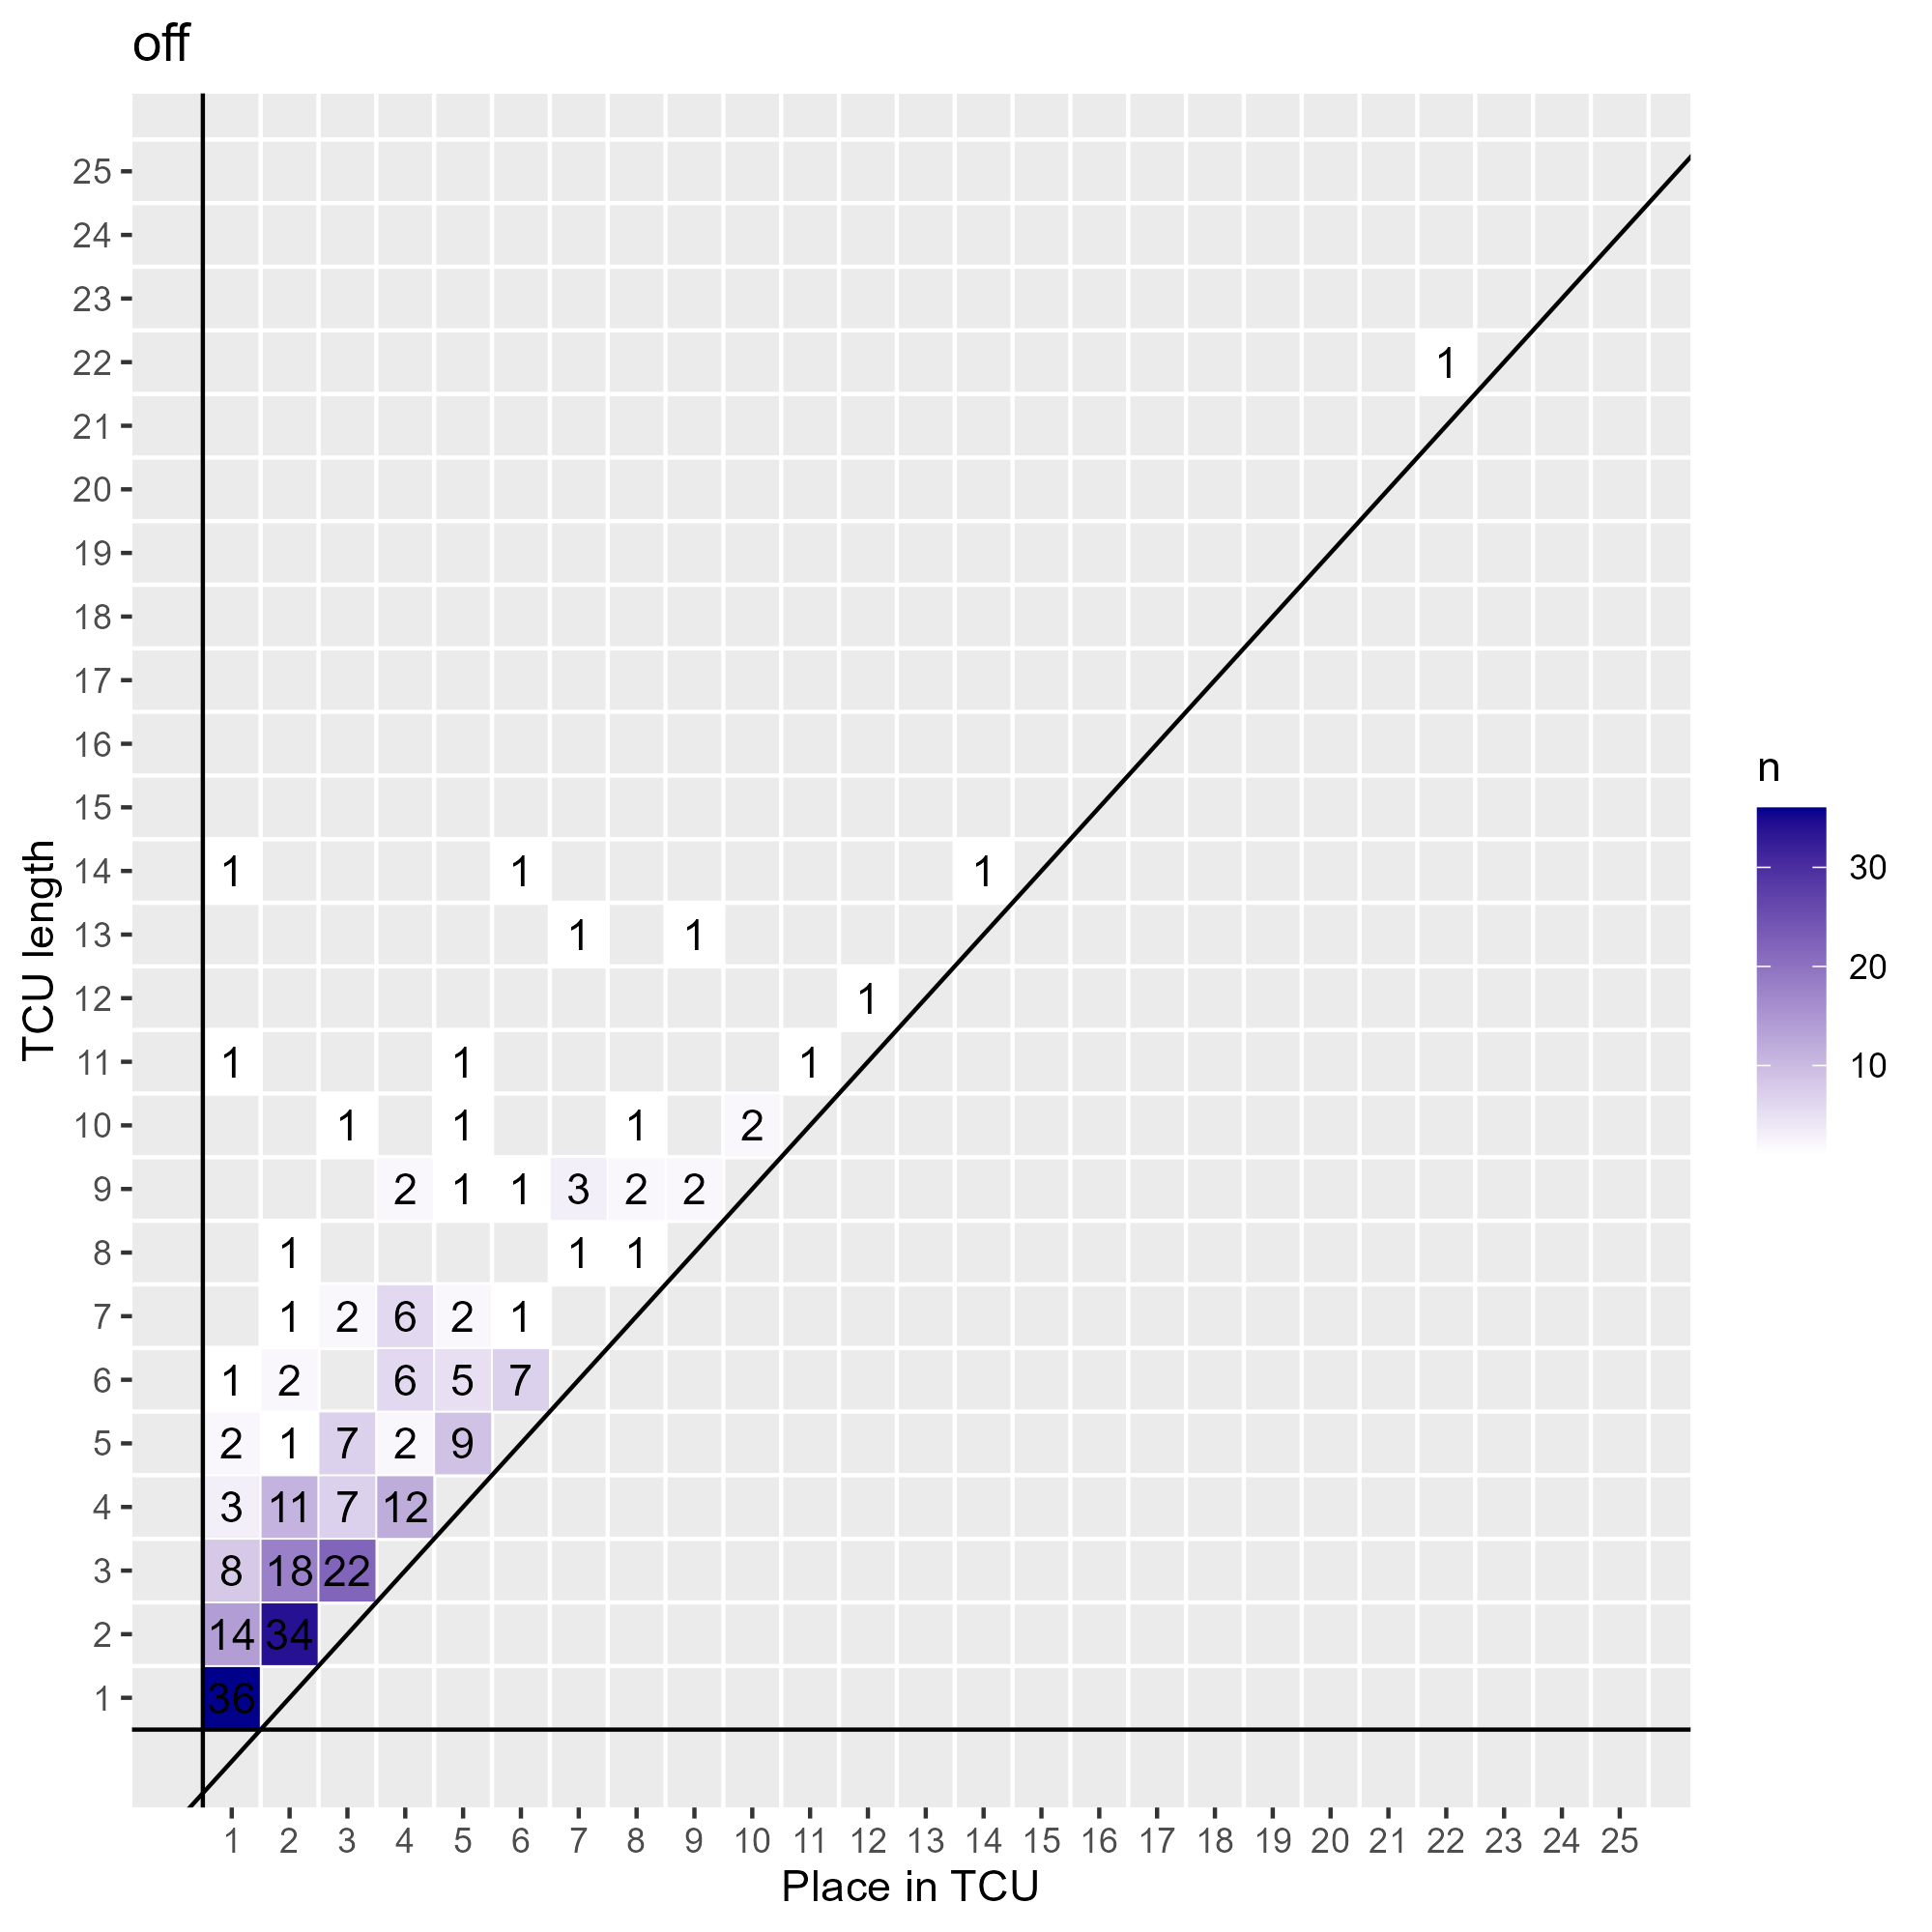 off
25
24
23
22 1
21
20
19
18
17
16
15
14 1 1 1
13 1 1
12 1
11 1 1 1
10 1 1 1 2
9 2 1 1 3 2 2
8 1 1 1
7 1 2 6 2 1
6 1 2 6 5 7
5 2 1 7 2 9
4 3 11 7 12
3 8 18 22
2 14 34
1 36
1 2 3 4 5 6 7 8 9 10 11 12 13 14 15 16 17 18 19 20 21 22 23 24 25
Place in TCU
TCU length
n
30
20
10